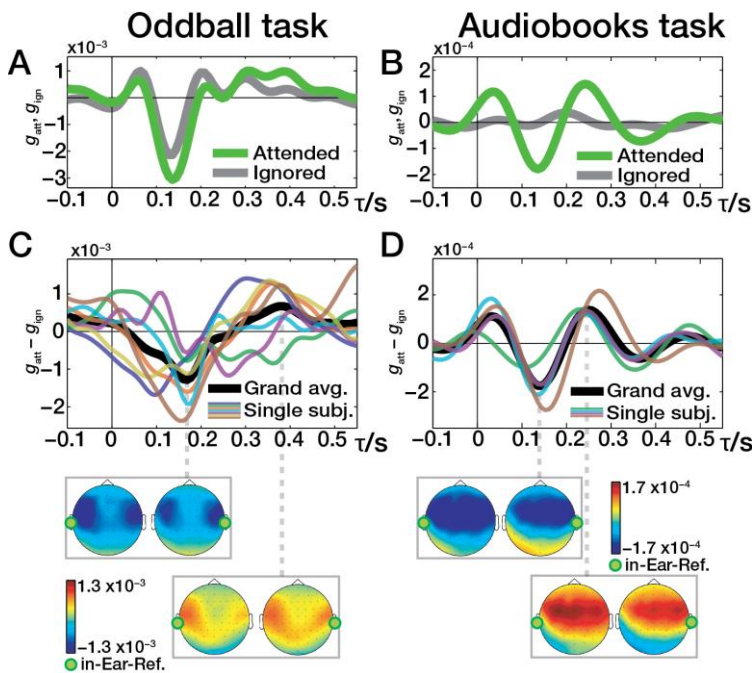 Oddball task
Audiobooks task
A
x10⁻³
g_att, g_ign
1
0
-1
-2
-3
Attended
Ignored
-0.1 0 0.1 0.2 0.3 0.4 0.5 τ/s
B
x10⁻⁴
g_att, g_ign
2
1
0
-1
-2
Attended
Ignored
-0.1 0 0.1 0.2 0.3 0.4 0.5 τ/s
C
x10⁻³
g_att − g_ign
2
1
0
-1
-2
Grand avg.
Single subj.
-0.1 0 0.1 0.2 0.3 0.4 0.5 τ/s
D
x10⁻⁴
g_att − g_ign
2
0
-2
Grand avg.
Single subj.
-0.1 0 0.1 0.2 0.3 0.4 0.5 τ/s
1.3 x10⁻³
-1.3 x10⁻³
in-Ear-Ref.
1.7 x10⁻⁴
−1.7 x10⁻⁴
in-Ear-Ref.